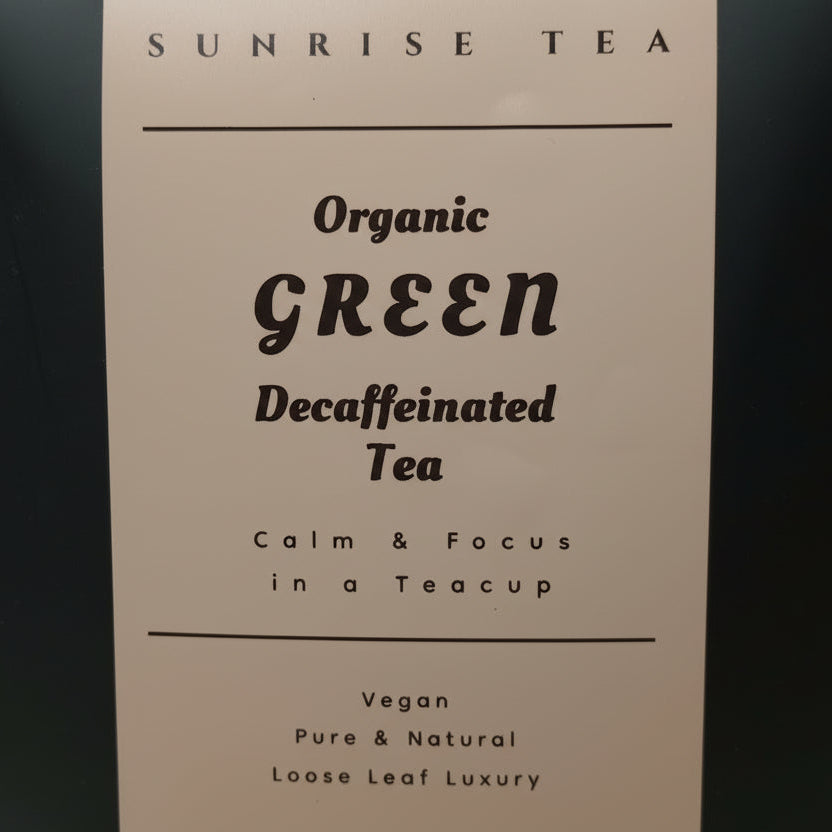 SUNRISE TEA
Organic
GREEN
Decaffeinated
Tea
Calm & Focus
in a Teacup
Vegan
Pure & Natural
Loose Leaf Luxury